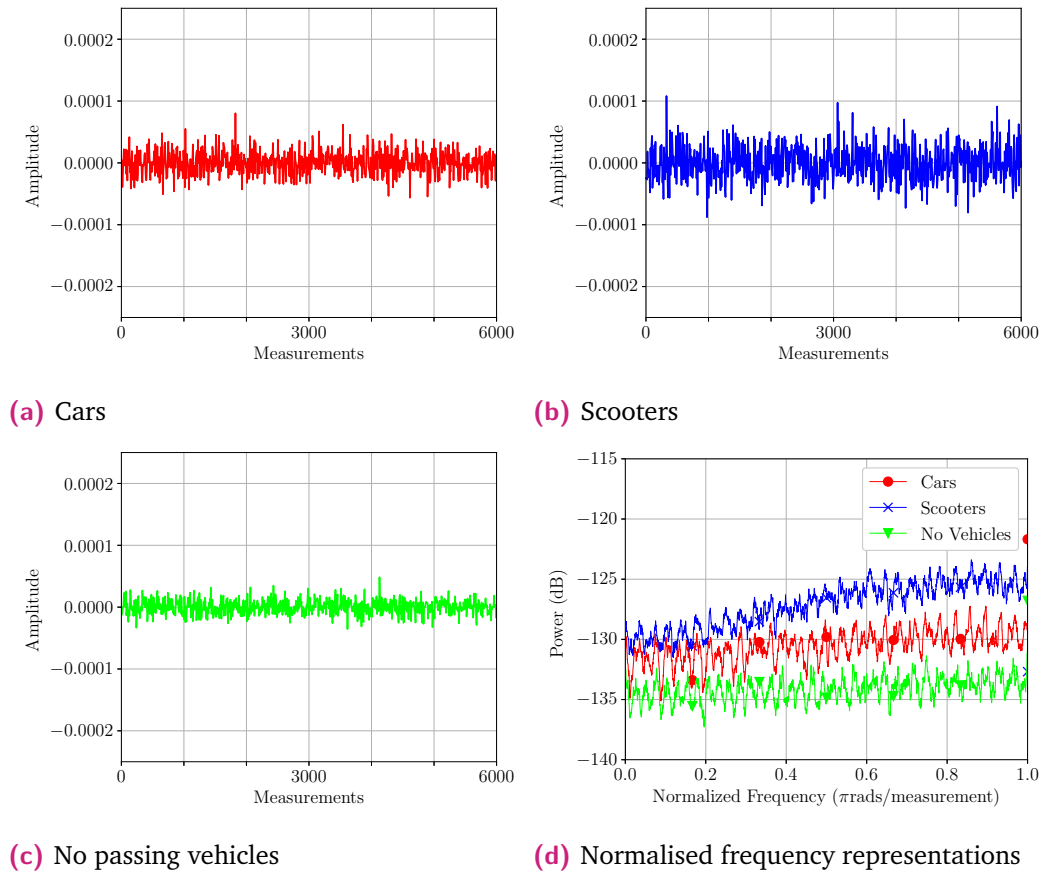 0.0002
0.0001
0.0000
−0.0001
−0.0002
Amplitude
0
3000
6000
Measurements
(a) Cars
0.0002
0.0001
0.0000
−0.0001
−0.0002
Amplitude
0
3000
6000
Measurements
(b) Scooters
0.0002
0.0001
0.0000
−0.0001
−0.0002
Amplitude
0
3000
6000
Measurements
(c) No passing vehicles
−115
−120
−125
−130
−135
−140
Power (dB)
Cars
Scooters
No Vehicles
0.0
0.2
0.4
0.6
0.8
1.0
Normalized Frequency (πrads/measurement)
(d) Normalised frequency representations